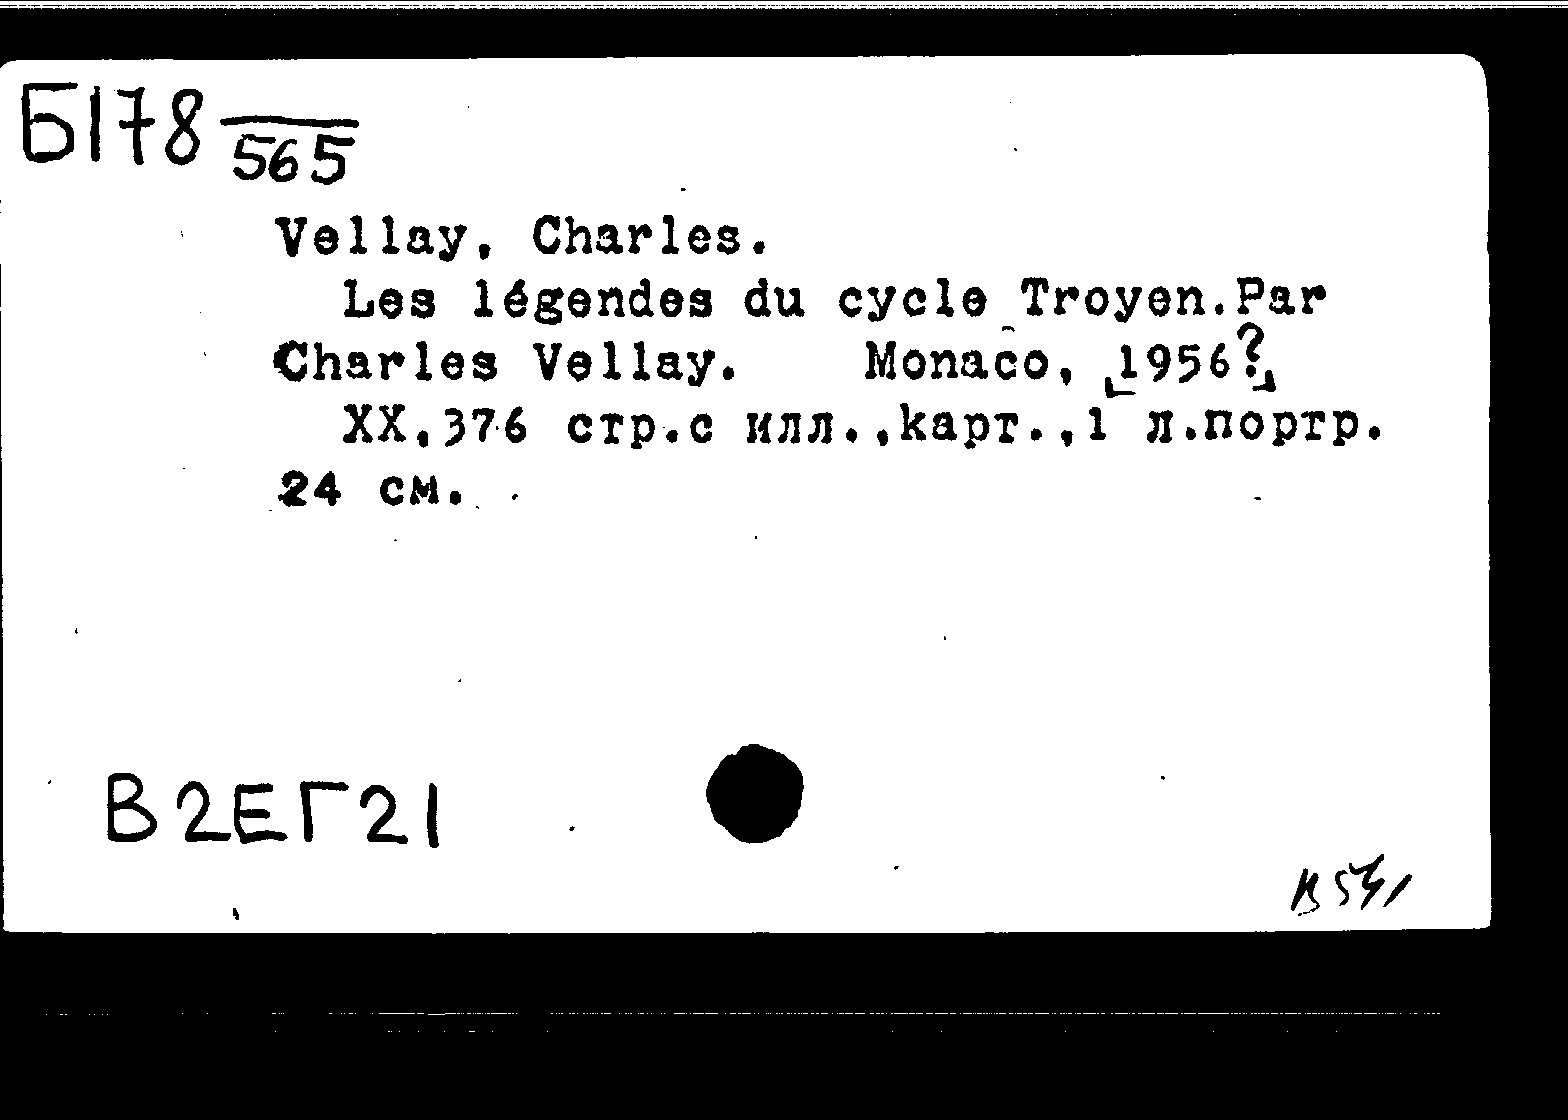 Б178
565
Vellay, Charles.
Les légendes du cycle Troyen.Par
Charles Vellay. Monaco, [1956?]
XX,376 стр.с илл.,карт.,1 л.портр.
24 см.
В2ЕГ21